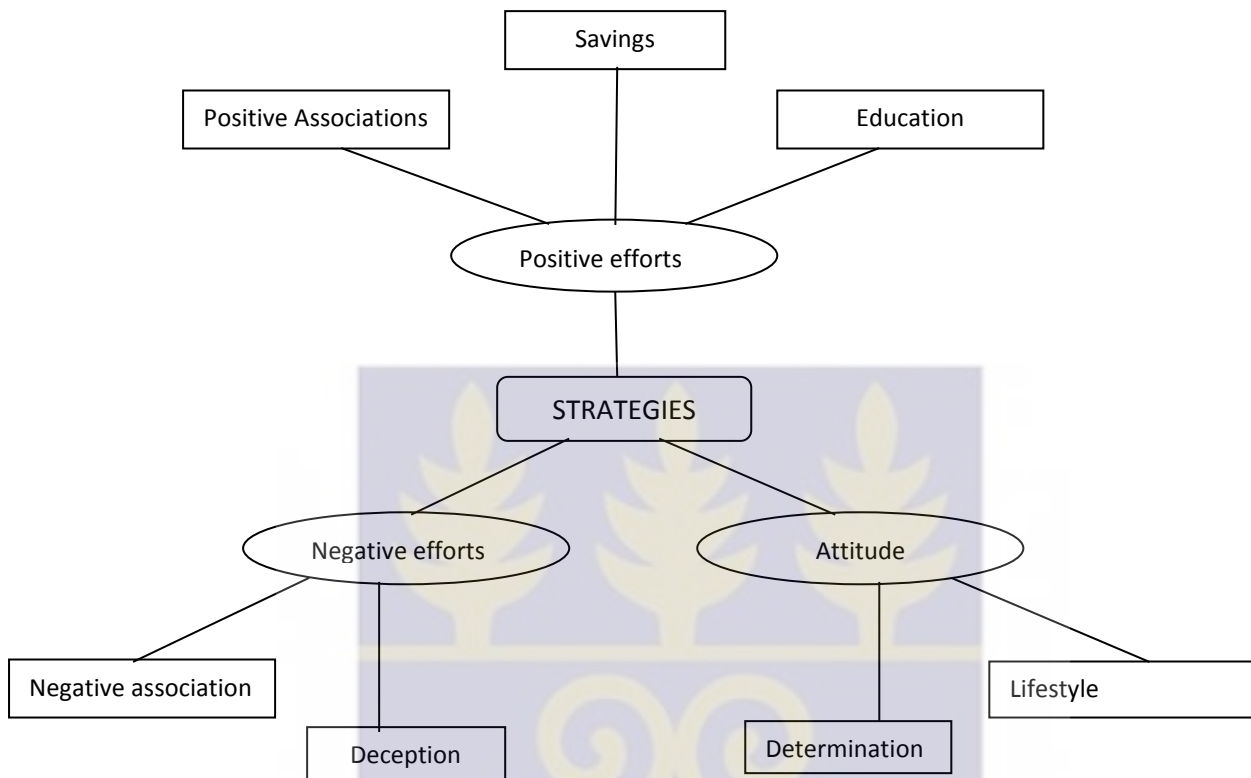 Savings
Positive Associations
Education
Positive efforts
STRATEGIES
Negative efforts
Attitude
Negative association
Lifestyle
Deception
Determination